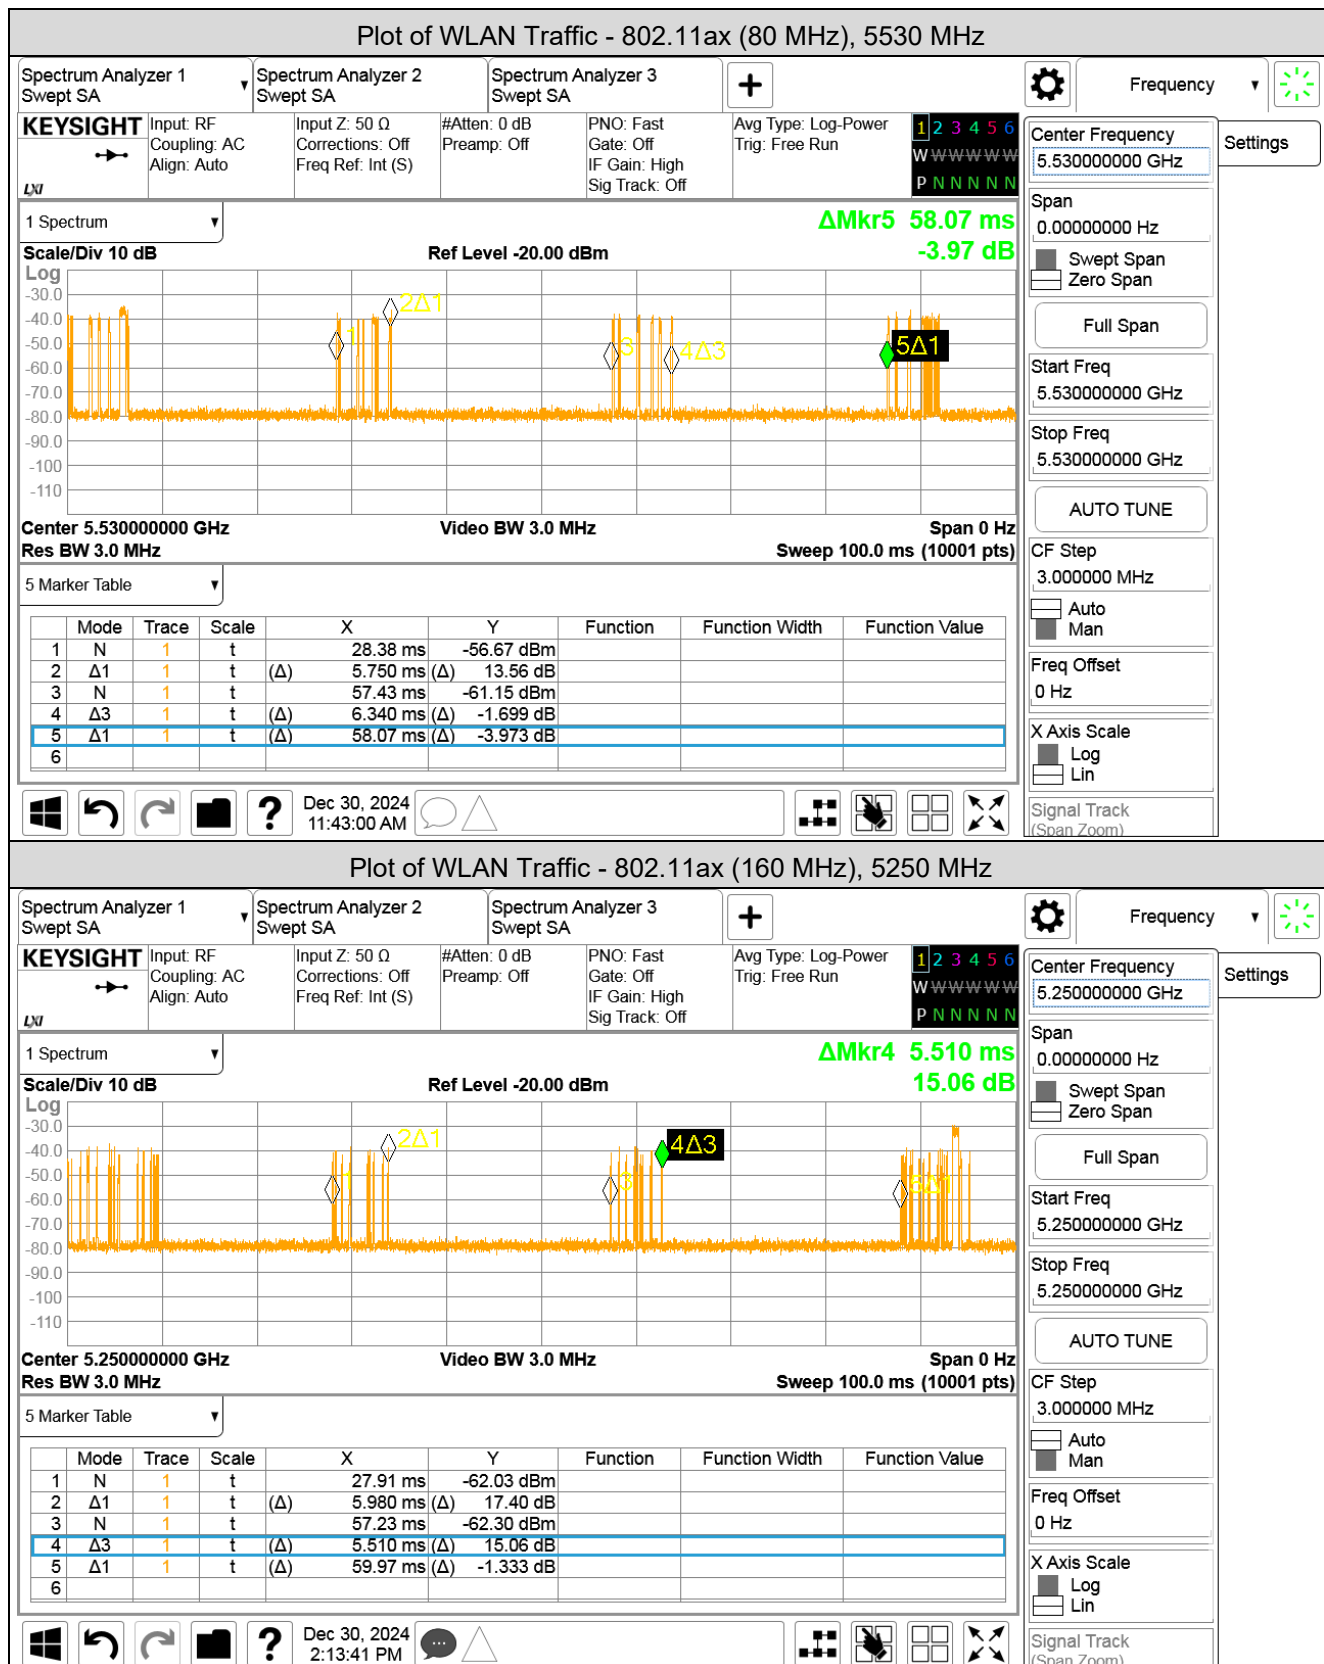 Plot of WLAN Traffic - 802.11ax (80 MHz), 5530 MHz
Spectrum Analyzer 1
Swept SA
Spectrum Analyzer 2
Swept SA
Spectrum Analyzer 3
Swept SA
Frequency
KEYSIGHT
LXI
Input: RF
Coupling: AC
Align: Auto
Input Z: 50 Ω
Corrections: Off
Freq Ref: Int (S)
#Atten: 0 dB
Preamp: Off
PNO: Fast
Gate: Off
IF Gain: High
Sig Track: Off
Avg Type: Log-Power
Trig: Free Run
1 2 3 4 5 6
W W W W W W
P N N N N N
Center Frequency
5.530000000 GHz
Settings
Span
0.00000000 Hz
Swept Span
Zero Span
Full Span
Start Freq
5.530000000 GHz
Stop Freq
5.530000000 GHz
AUTO TUNE
CF Step
3.000000 MHz
Auto
Man
Freq Offset
0 Hz
X Axis Scale
Log
Lin
Signal Track
(Span Zoom)
1 Spectrum
ΔMkr5 58.07 ms
-3.97 dB
Scale/Div 10 dB
Ref Level -20.00 dBm
Log
-30.0
-40.0
-50.0
-60.0
-70.0
-80.0
-90.0
-100
-110
1
2Δ1
3
4Δ3
5Δ1
Center 5.530000000 GHz
Video BW 3.0 MHz
Span 0 Hz
Res BW 3.0 MHz
Sweep 100.0 ms (10001 pts)
5 Marker Table
Mode Trace Scale X Y Function Function Width Function Value
1 N 1 t 28.38 ms -56.67 dBm
2 Δ1 1 t (Δ) 5.750 ms (Δ) 13.56 dB
3 N 1 t 57.43 ms -61.15 dBm
4 Δ3 1 t (Δ) 6.340 ms (Δ) -1.699 dB
5 Δ1 1 t (Δ) 58.07 ms (Δ) -3.973 dB
6
?
Dec 30, 2024
11:43:00 AM
Plot of WLAN Traffic - 802.11ax (160 MHz), 5250 MHz
Spectrum Analyzer 1
Swept SA
Spectrum Analyzer 2
Swept SA
Spectrum Analyzer 3
Swept SA
Frequency
KEYSIGHT
LXI
Input: RF
Coupling: AC
Align: Auto
Input Z: 50 Ω
Corrections: Off
Freq Ref: Int (S)
#Atten: 0 dB
Preamp: Off
PNO: Fast
Gate: Off
IF Gain: High
Sig Track: Off
Avg Type: Log-Power
Trig: Free Run
1 2 3 4 5 6
W W W W W W
P N N N N N
Center Frequency
5.250000000 GHz
Settings
Span
0.00000000 Hz
Swept Span
Zero Span
Full Span
Start Freq
5.250000000 GHz
Stop Freq
5.250000000 GHz
AUTO TUNE
CF Step
3.000000 MHz
Auto
Man
Freq Offset
0 Hz
X Axis Scale
Log
Lin
Signal Track
(Span Zoom)
1 Spectrum
ΔMkr4 5.510 ms
15.06 dB
Scale/Div 10 dB
Ref Level -20.00 dBm
Log
-30.0
-40.0
-50.0
-60.0
-70.0
-80.0
-90.0
-100
-110
1
2Δ1
3
4Δ3
5Δ1
Center 5.250000000 GHz
Video BW 3.0 MHz
Span 0 Hz
Res BW 3.0 MHz
Sweep 100.0 ms (10001 pts)
5 Marker Table
Mode Trace Scale X Y Function Function Width Function Value
1 N 1 t 27.91 ms -62.03 dBm
2 Δ1 1 t (Δ) 5.980 ms (Δ) 17.40 dB
3 N 1 t 57.23 ms -62.30 dBm
4 Δ3 1 t (Δ) 5.510 ms (Δ) 15.06 dB
5 Δ1 1 t (Δ) 59.97 ms (Δ) -1.333 dB
6
?
Dec 30, 2024
2:13:41 PM